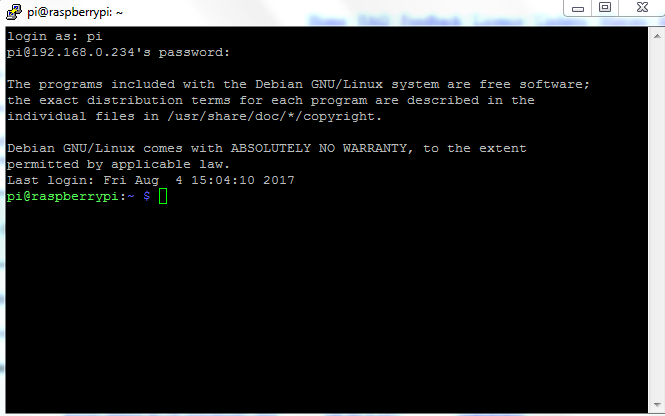 pi@raspberrypi: ~
login as: pi
pi@192.168.0.234's password:
The programs included with the Debian GNU/Linux system are free software;
the exact distribution terms for each program are described in the
individual files in /usr/share/doc/*/copyright.
Debian GNU/Linux comes with ABSOLUTELY NO WARRANTY, to the extent
permitted by applicable law.
Last login: Fri Aug  4 15:04:10 2017
pi@raspberrypi:~ $